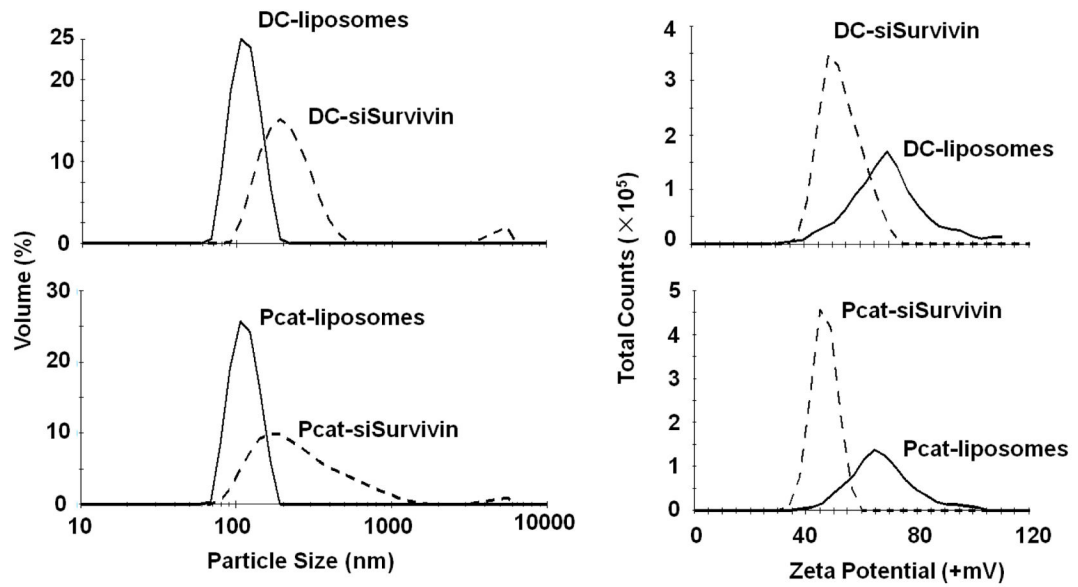 DC-liposomes
25
20
15
10
0
DC-siSurvivin
Volume (%)
30
20
10
0
Pcat-liposomes
Pcat-siSurvivin
10
100
1000
10000
Particle Size (nm)
4
3
2
1
0
DC-siSurvivin
DC-liposomes
Total Counts (×10⁵)
5
4
3
2
1
0
Pcat-siSurvivin
Pcat-liposomes
0
40
80
120
Zeta Potential (+mV)